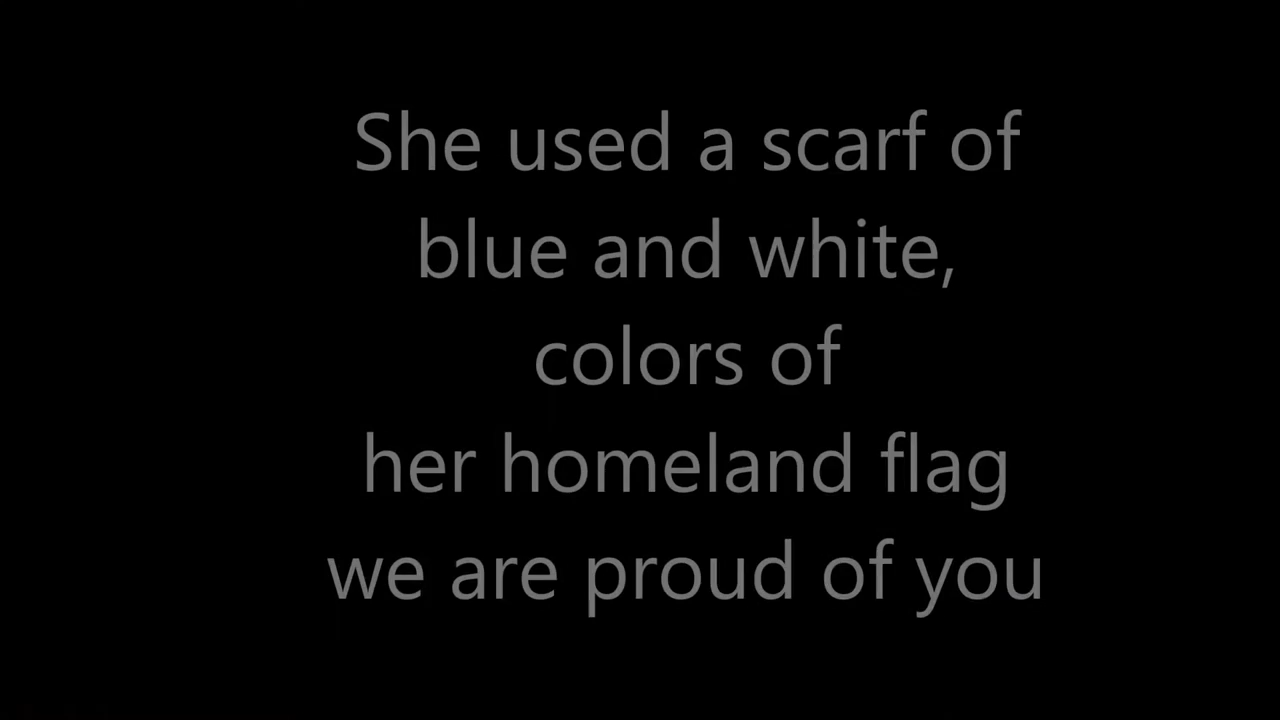 She used a scarf of
blue and white,
colors of
her homeland flag
we are proud of you